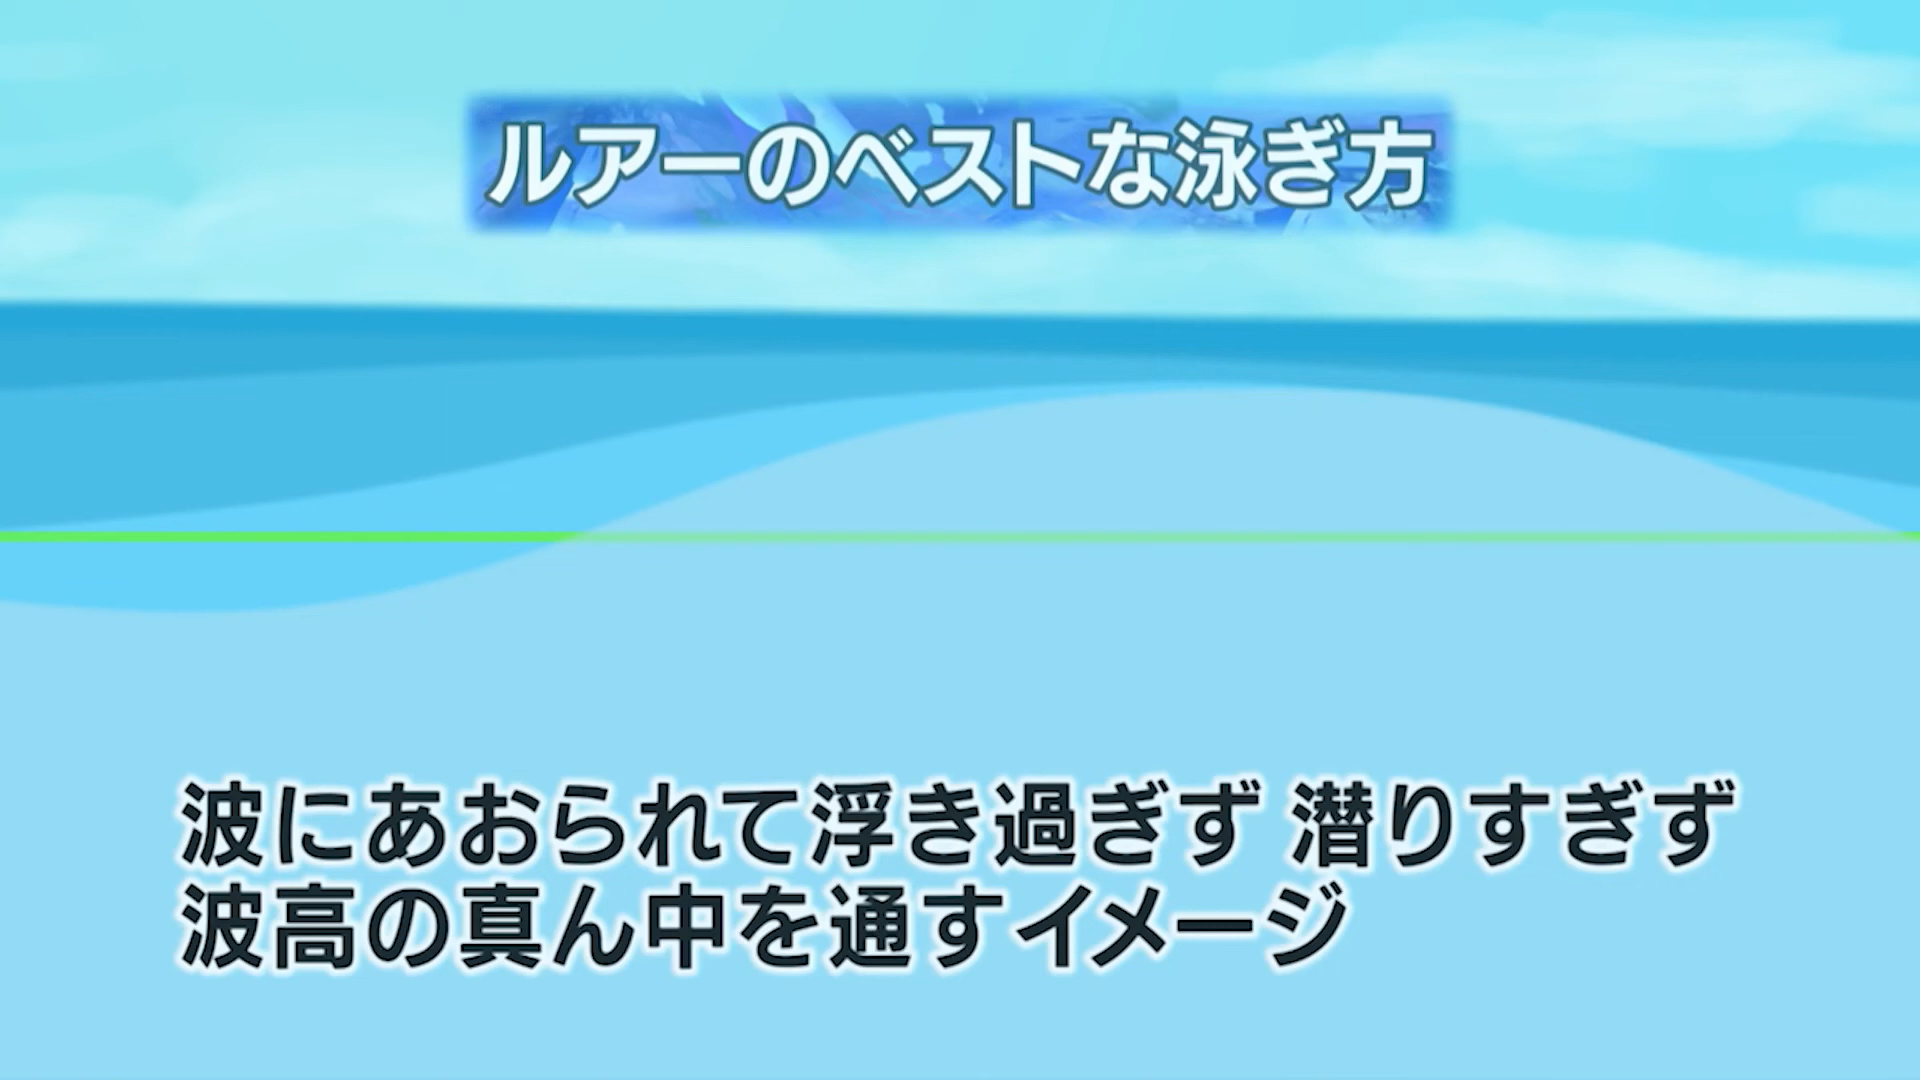 ルアーのベストな泳ぎ方
波にあおられて浮き過ぎず 潜りすぎず
波高の真ん中を通すイメージ